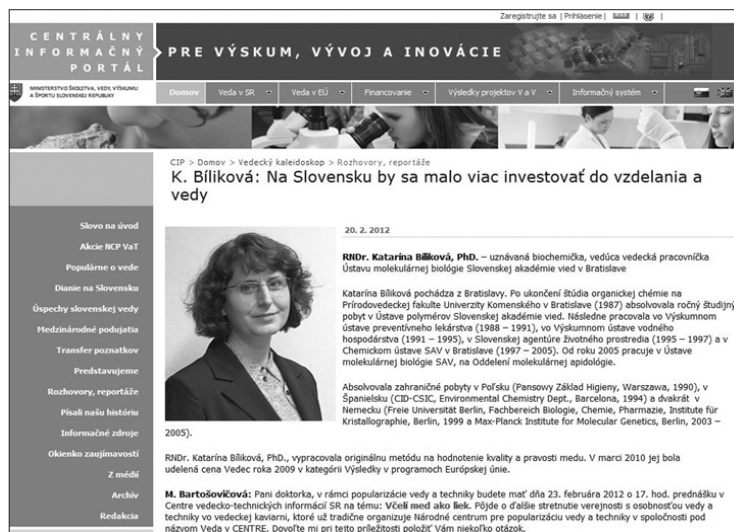 Zaregistrujte sa | Prihlásenie |
CENTRÁLNY
INFORMAČNÝ
PORTÁL
PRE VÝSKUM, VÝVOJ A INOVÁCIE
MINISTERSTVO ŠKOLSTVA, VEDY, VÝSKUMU
A ŠPORTU SLOVENSKEJ REPUBLIKY
Domov Veda v SR Veda v EÚ Financovanie Výsledky projektov V a V Informačný systém
CIP > Domov > Vedecký kaleidoskop > Rozhovory, reportáže
K. Bíliková: Na Slovensku by sa malo viac investovať do vzdelania a
vedy
Slovo na úvod
Akcie NCP VaT
Populárne o vede
Dianie na Slovensku
Úspechy slovenskej vedy
Medzinárodné podujatia
Transfer poznatkov
Predstavujeme
Rozhovory, reportáže
Písali našu históriu
Informačné zdroje
Okienko zaujímavostí
Z médií
Archív
Redakcia
20. 2. 2012
RNDr. Katarína Bíliková, PhD. – uznávaná biochemička, vedúca vedecká pracovníčka
Ústavu molekulárnej biológie Slovenskej akadémie vied v Bratislave
Katarína Bíliková pochádza z Bratislavy. Po ukončení štúdia organickej chémie na
Prírodovedeckej fakulte Univerzity Komenského v Bratislave (1987) absolvovala ročný študijný
pobyt v Ústave polymérov Slovenskej akadémie vied. Následne pracovala vo Výskumnom
ústave preventívneho lekárstva (1988 – 1991), vo Výskumnom ústave vodného
hospodárstva (1991 – 1995), v Slovenskej agentúre životného prostredia (1995 – 1997) a v
Chemickom ústave SAV v Bratislave (1997 – 2005). Od roku 2005 pracuje v Ústave
molekulárnej biológie SAV, na Oddelení molekulárnej apidológie.
Absolvovala zahraničné pobyty v Poľsku (Pansowy Základ Higieny, Warszawa, 1990), v
Španielsku (CID-CSIC, Environmental Chemistry Dept., Barcelona, 1994) a dvakrát v
Nemecku (Freie Universität Berlin, Fachbereich Biologie, Chemie, Pharmazie, Institute für
Kristallographie, Berlin, 1999 a Max-Planck Institute for Molecular Genetics, Berlin, 2003 –
2005).
RNDr. Katarína Bíliková, PhD., vypracovala originálnu metódu na hodnotenie kvality a pravosti medu. V marci 2010 jej bola
udelená cena Vedec roka 2009 v kategórii Výsledky v programoch Európskej únie.
M. Bartošovičová: Pani doktorka, v rámci popularizácie vedy a techniky budete mať dňa 23. februára 2012 o 17. hod. prednášku v
Centre vedecko-technických informácií SR na tému: Včelí med ako liek. Pôjde o ďalšie stretnutie verejnosti s osobnosťou vedy a
techniky vo vedeckej kaviarni, ktoré už tradične organizuje Národné centrum pre popularizáciu vedy a techniky v spoločnosti pod
názvom Veda v CENTRE. Dovoľte mi pri tejto príležitosti položiť Vám niekoľko otázok.